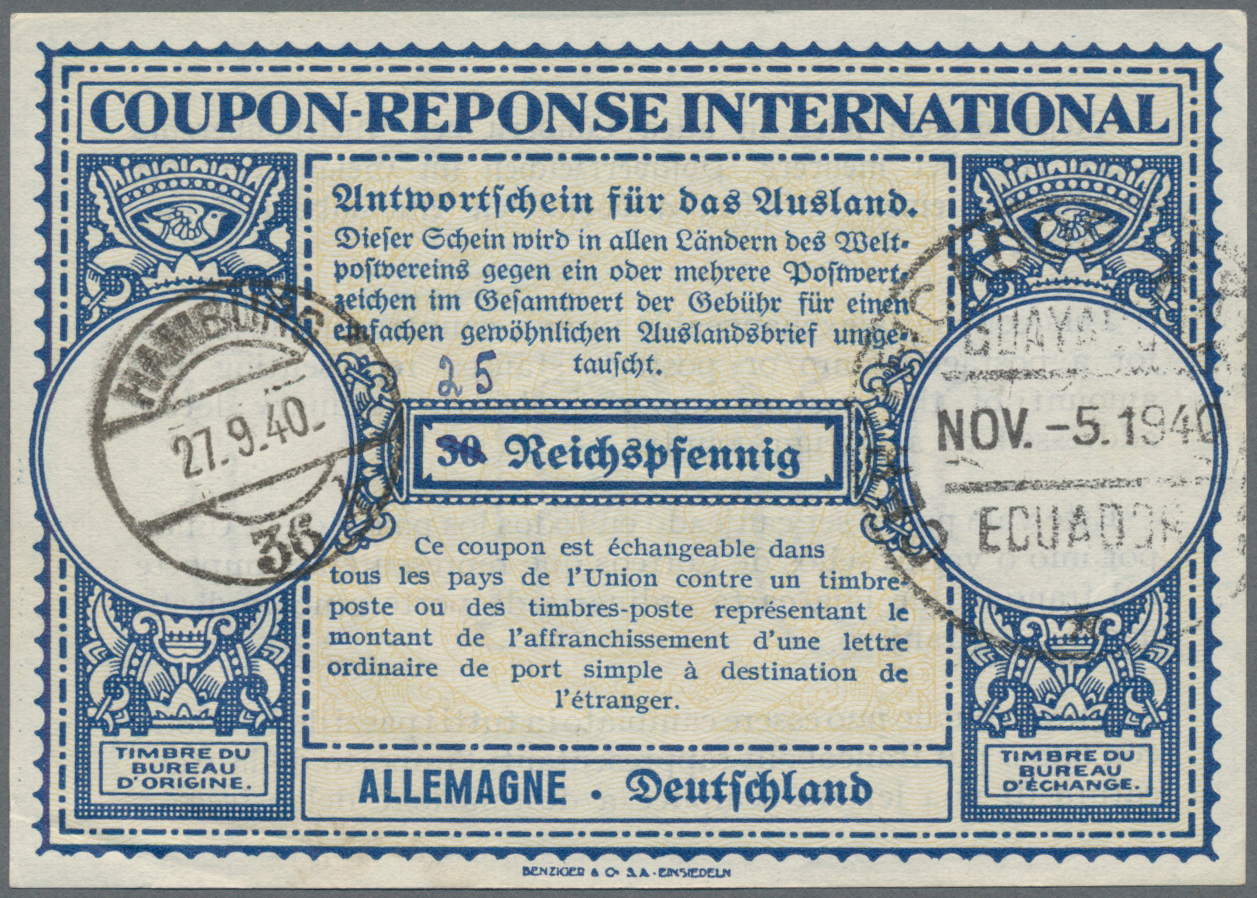 COUPON-REPONSE INTERNATIONAL
Antwortschein für das Ausland.
Dieser Schein wird in allen Ländern des Welt-
postvereins gegen ein oder mehrere Postwert-
zeichen im Gesamtwert der Gebühr für einen
einfachen gewöhnlichen Auslandsbrief umge-
tauscht.
25
30 Reichspfennig
HAMBURG
27.9.40.
36
GUAYAQUIL
NOV. -5.1940
ECUADOR
Ce coupon est échangeable dans
tous les pays de l'Union contre un timbre-
poste ou des timbres-poste représentant le
montant de l'affranchissement d'une lettre
ordinaire de port simple à destination de
l'étranger.
TIMBRE DU
BUREAU
D'ORIGINE.
TIMBRE DU
BUREAU
D'ÉCHANGE.
ALLEMAGNE · Deutschland
BENZIGER & Co S.A. - EINSIEDELN